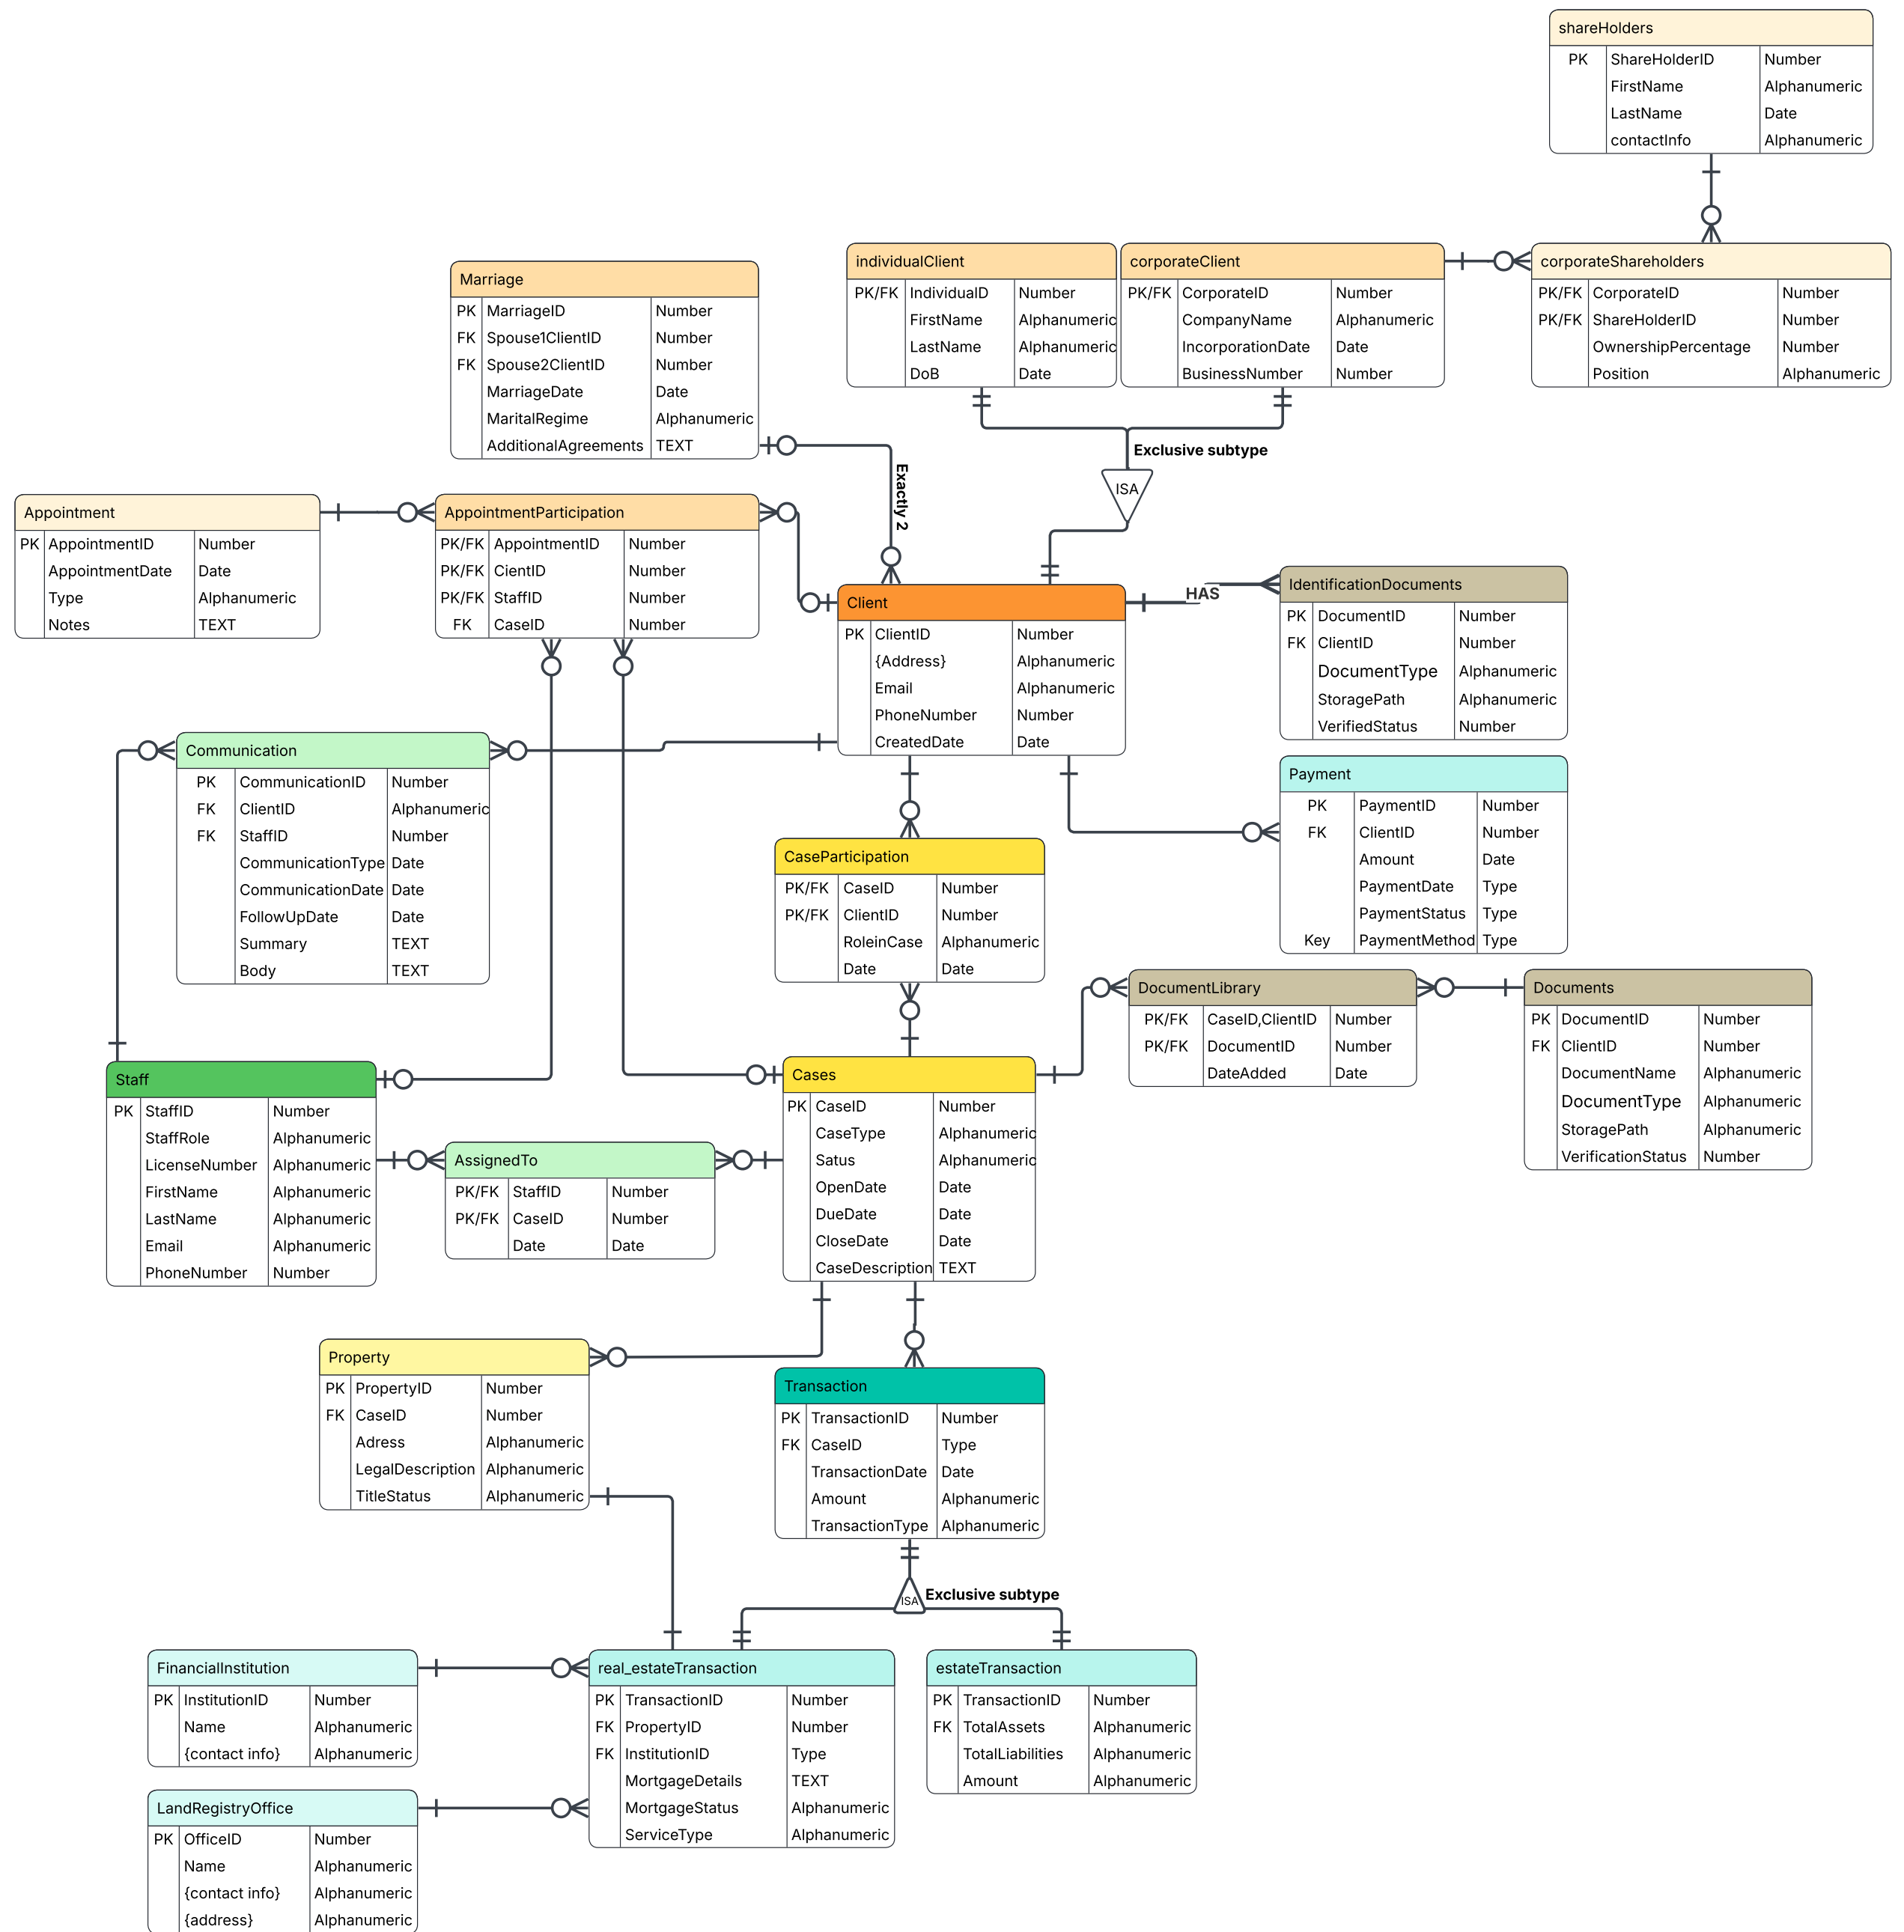 shareHolders
PK ShareHolderID Number
FirstName Alphanumeric
LastName Date
contactInfo Alphanumeric
Marriage
PK MarriageID Number
FK Spouse1ClientID Number
FK Spouse2ClientID Number
MarriageDate Date
MaritalRegime Alphanumeric
AdditionalAgreements TEXT
individualClient
PK/FK IndividualD Number
FirstName Alphanumeric
LastName Alphanumeric
DoB Date
corporateClient
PK/FK CorporateID Number
CompanyName Alphanumeric
IncorporationDate Date
BusinessNumber Number
corporateShareholders
PK/FK CorporateID Number
PK/FK ShareHolderID Number
OwnershipPercentage Number
Position Alphanumeric
Exclusive subtype
ISA
Exactly 2
Appointment
PK AppointmentID Number
AppointmentDate Date
Type Alphanumeric
Notes TEXT
AppointmentParticipation
PK/FK AppointmentID Number
PK/FK CientID Number
PK/FK StaffID Number
FK CaseID Number
Client
PK ClientID Number
{Address} Alphanumeric
Email Alphanumeric
PhoneNumber Number
CreatedDate Date
HAS
IdentificationDocuments
PK DocumentID Number
FK ClientID Number
DocumentType Alphanumeric
StoragePath Alphanumeric
VerifiedStatus Number
Communication
PK CommunicationID Number
FK ClientID Alphanumeric
FK StaffID Number
CommunicationType Date
CommunicationDate Date
FollowUpDate Date
Summary TEXT
Body TEXT
Payment
PK PaymentID Number
FK ClientID Number
Amount Date
PaymentDate Type
PaymentStatus Type
Key PaymentMethod Type
CaseParticipation
PK/FK CaseID Number
PK/FK ClientID Number
RoleinCase Alphanumeric
Date Date
DocumentLibrary
PK/FK CaseID,ClientID Number
PK/FK DocumentID Number
DateAdded Date
Documents
PK DocumentID Number
FK ClientID Number
DocumentName Alphanumeric
DocumentType Alphanumeric
StoragePath Alphanumeric
VerificationStatus Number
Staff
PK StaffID Number
StaffRole Alphanumeric
LicenseNumber Alphanumeric
FirstName Alphanumeric
LastName Alphanumeric
Email Alphanumeric
PhoneNumber Number
AssignedTo
PK/FK StaffID Number
PK/FK CaseID Number
Date Date
Cases
PK CaseID Number
CaseType Alphanumeric
Satus Alphanumeric
OpenDate Date
DueDate Date
CloseDate Date
CaseDescription TEXT
Property
PK PropertyID Number
FK CaseID Number
Adress Alphanumeric
LegalDescription Alphanumeric
TitleStatus Alphanumeric
Transaction
PK TransactionID Number
FK CaseID Type
TransactionDate Date
Amount Alphanumeric
TransactionType Alphanumeric
ISA
Exclusive subtype
FinancialInstitution
PK InstitutionID Number
Name Alphanumeric
{contact info} Alphanumeric
real_estateTransaction
PK TransactionID Number
FK PropertyID Number
FK InstitutionID Type
MortgageDetails TEXT
MortgageStatus Alphanumeric
ServiceType Alphanumeric
estateTransaction
PK TransactionID Number
FK TotalAssets Alphanumeric
TotalLiabilities Alphanumeric
Amount Alphanumeric
LandRegistryOffice
PK OfficeID Number
Name Alphanumeric
{contact info} Alphanumeric
{address} Alphanumeric